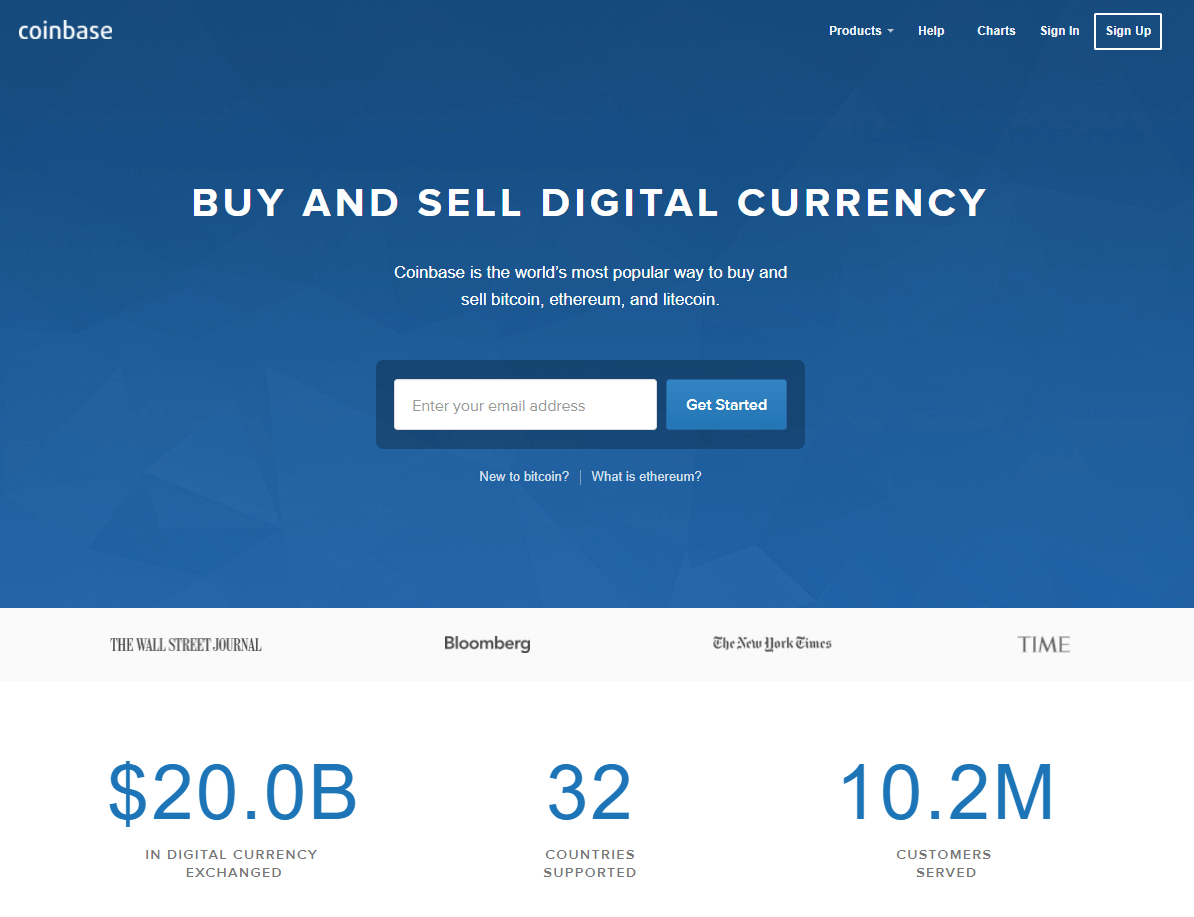 coinbase
Products
Help
Charts
Sign In
Sign Up
BUY AND SELL DIGITAL CURRENCY
Coinbase is the world’s most popular way to buy and
sell bitcoin, ethereum, and litecoin.
Enter your email address
Get Started
New to bitcoin?
What is ethereum?
THE WALL STREET JOURNAL
Bloomberg
The New York Times
TIME
$20.0B
32
10.2M
IN DIGITAL CURRENCY
EXCHANGED
COUNTRIES
SUPPORTED
CUSTOMERS
SERVED